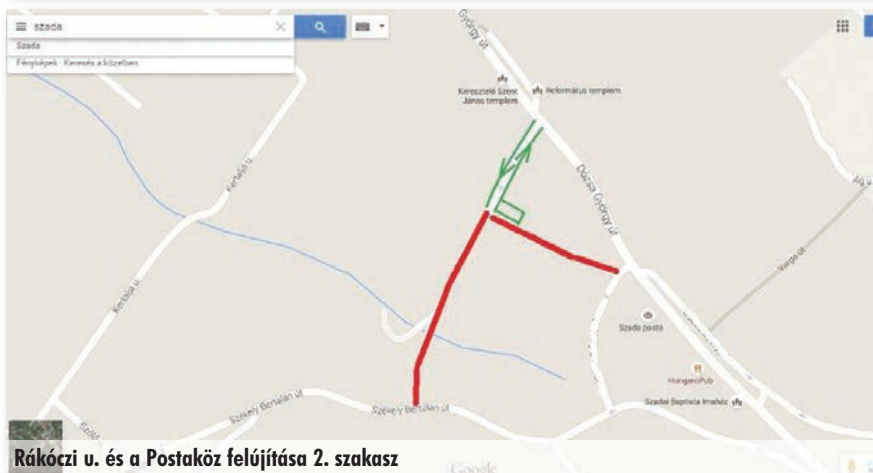 szada
Szada
Fényképek · Keresés a közelben
György út
Keresztelő Szent
János templom
Református templom
Kertalja u.
Dózsa György út
Varga út
Kertalja u.
Szada posta
HungaroPub
Szadai Baptista Imaház
Székely Bertalan út
Székely Bertalan út
Google
Rákóczi u. és a Postaköz felújítása 2. szakasz